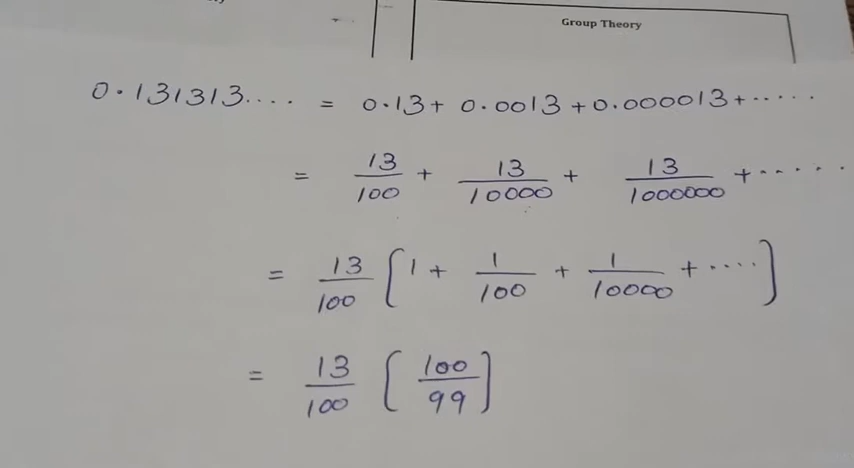 Group Theory
0.131313.... = 0.13 + 0.0013 + 0.000013 + .....
= 13/100 + 13/10000 + 13/1000000 + .....
= 13/100 [1 + 1/100 + 1/10000 + ....]
= 13/100 [100/99]